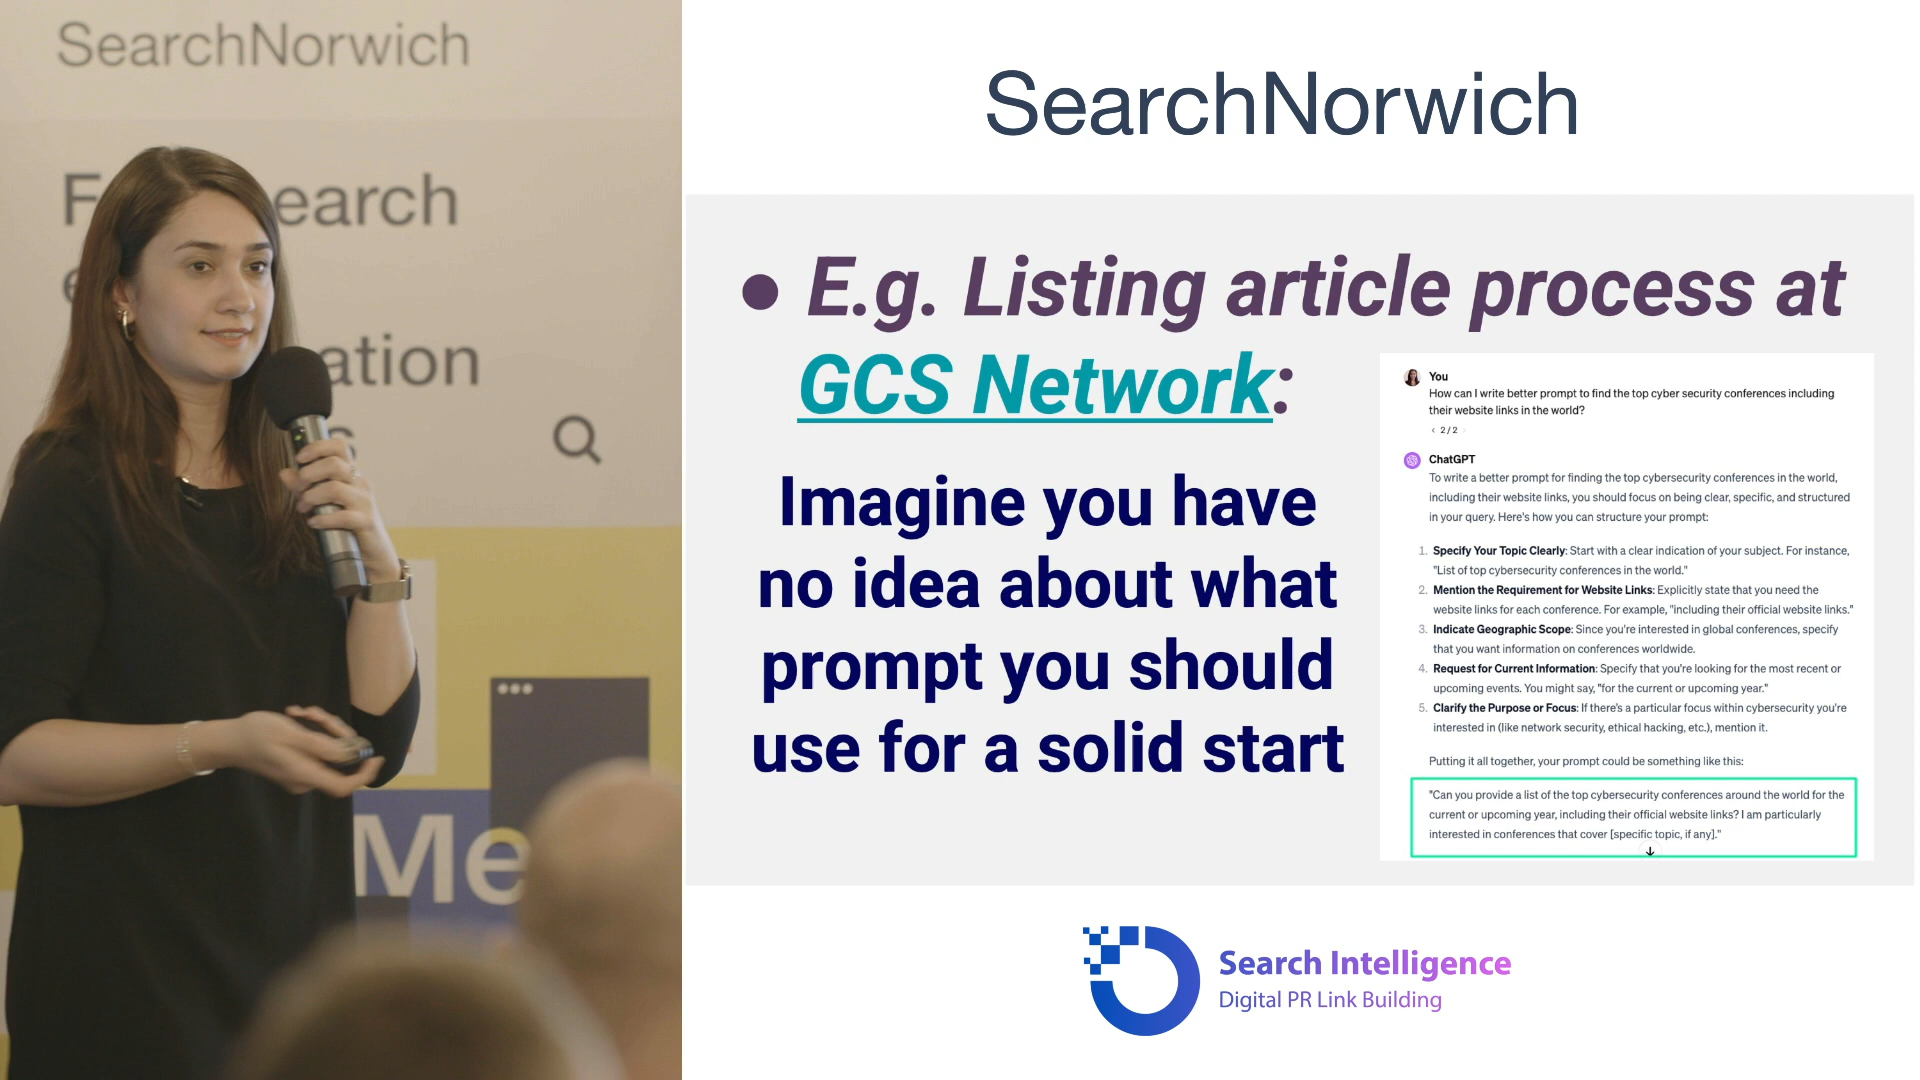 SearchNorwich
F
earch
e
ation
s
Me
SearchNorwich
● E.g. Listing article process at
GCS Network:
Imagine you have
no idea about what
prompt you should
use for a solid start
You
How can I write better prompt to find the top cyber security conferences including
their website links in the world?
‹ 2/2 ›
ChatGPT
To write a better prompt for finding the top cybersecurity conferences in the world,
including their website links, you should focus on being clear, specific, and structured
in your query. Here's how you can structure your prompt:
1. Specify Your Topic Clearly: Start with a clear indication of your subject. For instance,
"List of top cybersecurity conferences in the world."
2. Mention the Requirement for Website Links: Explicitly state that you need the
website links for each conference. For example, "including their official website links."
3. Indicate Geographic Scope: Since you're interested in global conferences, specify
that you want information on conferences worldwide.
4. Request for Current Information: Specify that you're looking for the most recent or
upcoming events. You might say, "for the current or upcoming year."
5. Clarify the Purpose or Focus: If there's a particular focus within cybersecurity you're
interested in (like network security, ethical hacking, etc.), mention it.
Putting it all together, your prompt could be something like this:
"Can you provide a list of the top cybersecurity conferences around the world for the
current or upcoming year, including their official website links? I am particularly
interested in conferences that cover [specific topic, if any]."
Search Intelligence
Digital PR Link Building